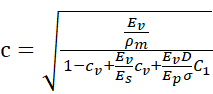 c = √((E_v/ρ_m)/(1−c_v+(E_v/E_s)c_v+(E_vD/E_pσ)C_1))